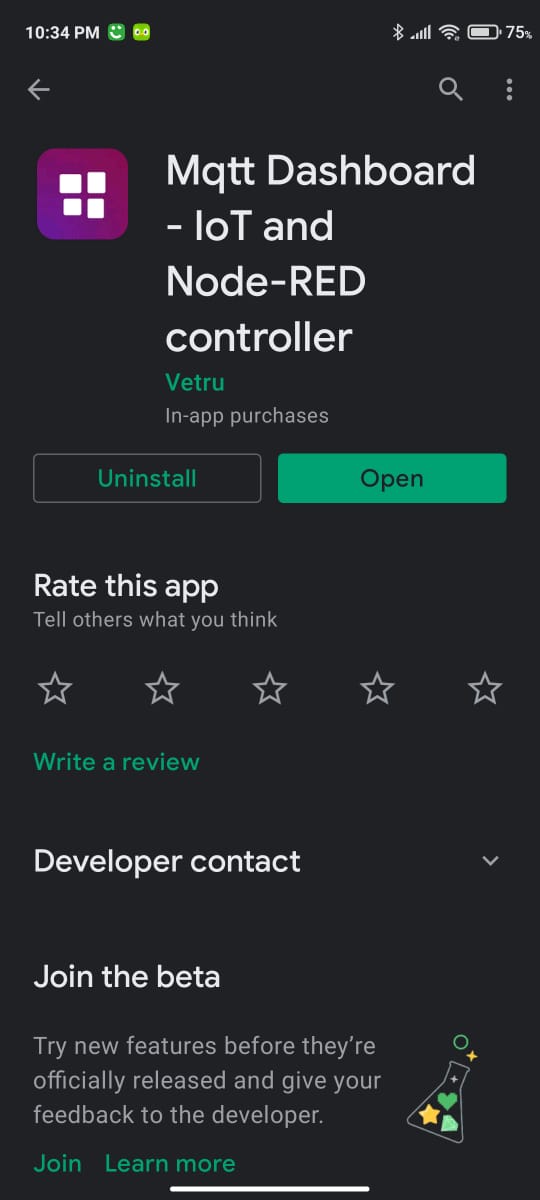 10:34 PM 75%
Mqtt Dashboard
- IoT and
Node-RED
controller
Vetru
In-app purchases
Uninstall Open
Rate this app
Tell others what you think
Write a review
Developer contact
Join the beta
Try new features before they’re
officially released and give your
feedback to the developer.
Join Learn more